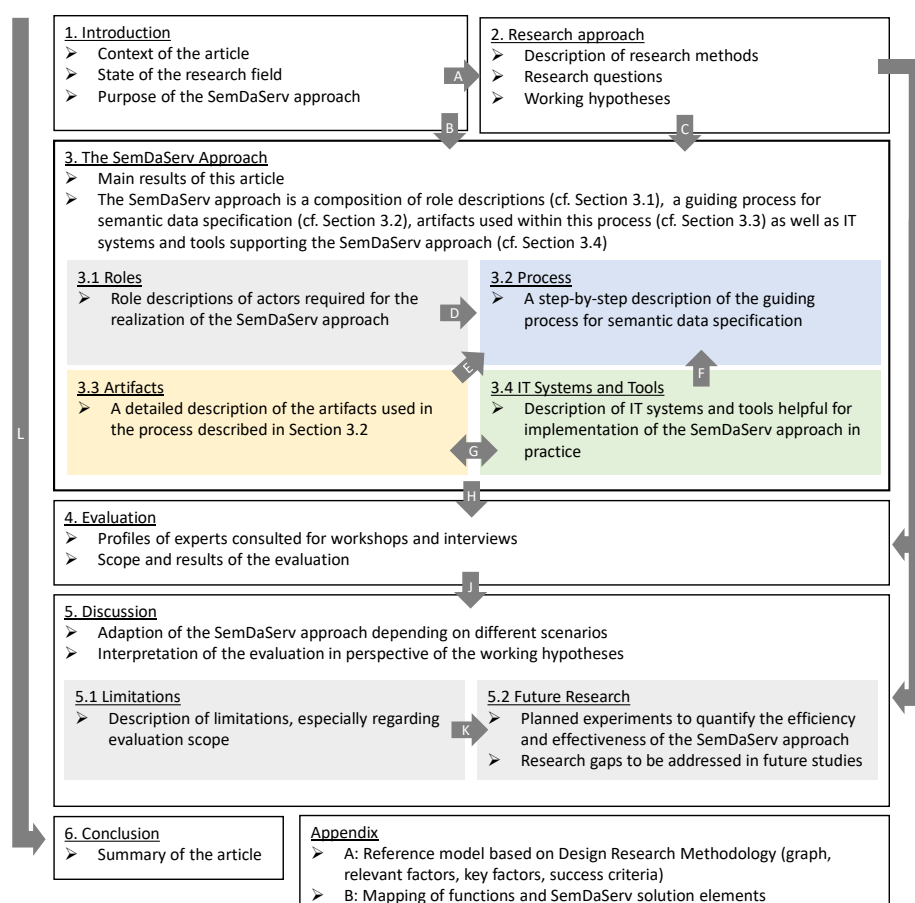 1. Introduction
➢ Context of the article
➢ State of the research field
➢ Purpose of the SemDaServ approach
A
2. Research approach
➢ Description of research methods
➢ Research questions
➢ Working hypotheses
B
C
3. The SemDaServ Approach
➢ Main results of this article
➢ The SemDaServ approach is a composition of role descriptions (cf. Section 3.1), a guiding process for
semantic data specification (cf. Section 3.2), artifacts used within this process (cf. Section 3.3) as well as IT
systems and tools supporting the SemDaServ approach (cf. Section 3.4)
3.1 Roles
➢ Role descriptions of actors required for the
realization of the SemDaServ approach
D
3.2 Process
➢ A step-by-step description of the guiding
process for semantic data specification
E
F
3.3 Artifacts
➢ A detailed description of the artifacts used in
the process described in Section 3.2
G
3.4 IT Systems and Tools
➢ Description of IT systems and tools helpful for
implementation of the SemDaServ approach in
practice
L
H
4. Evaluation
➢ Profiles of experts consulted for workshops and interviews
➢ Scope and results of the evaluation
J
5. Discussion
➢ Adaption of the SemDaServ approach depending on different scenarios
➢ Interpretation of the evaluation in perspective of the working hypotheses
5.1 Limitations
➢ Description of limitations, especially regarding
evaluation scope
K
5.2 Future Research
➢ Planned experiments to quantify the efficiency
and effectiveness of the SemDaServ approach
➢ Research gaps to be addressed in future studies
6. Conclusion
➢ Summary of the article
Appendix
➢ A: Reference model based on Design Research Methodology (graph,
relevant factors, key factors, success criteria)
➢ B: Mapping of functions and SemDaServ solution elements